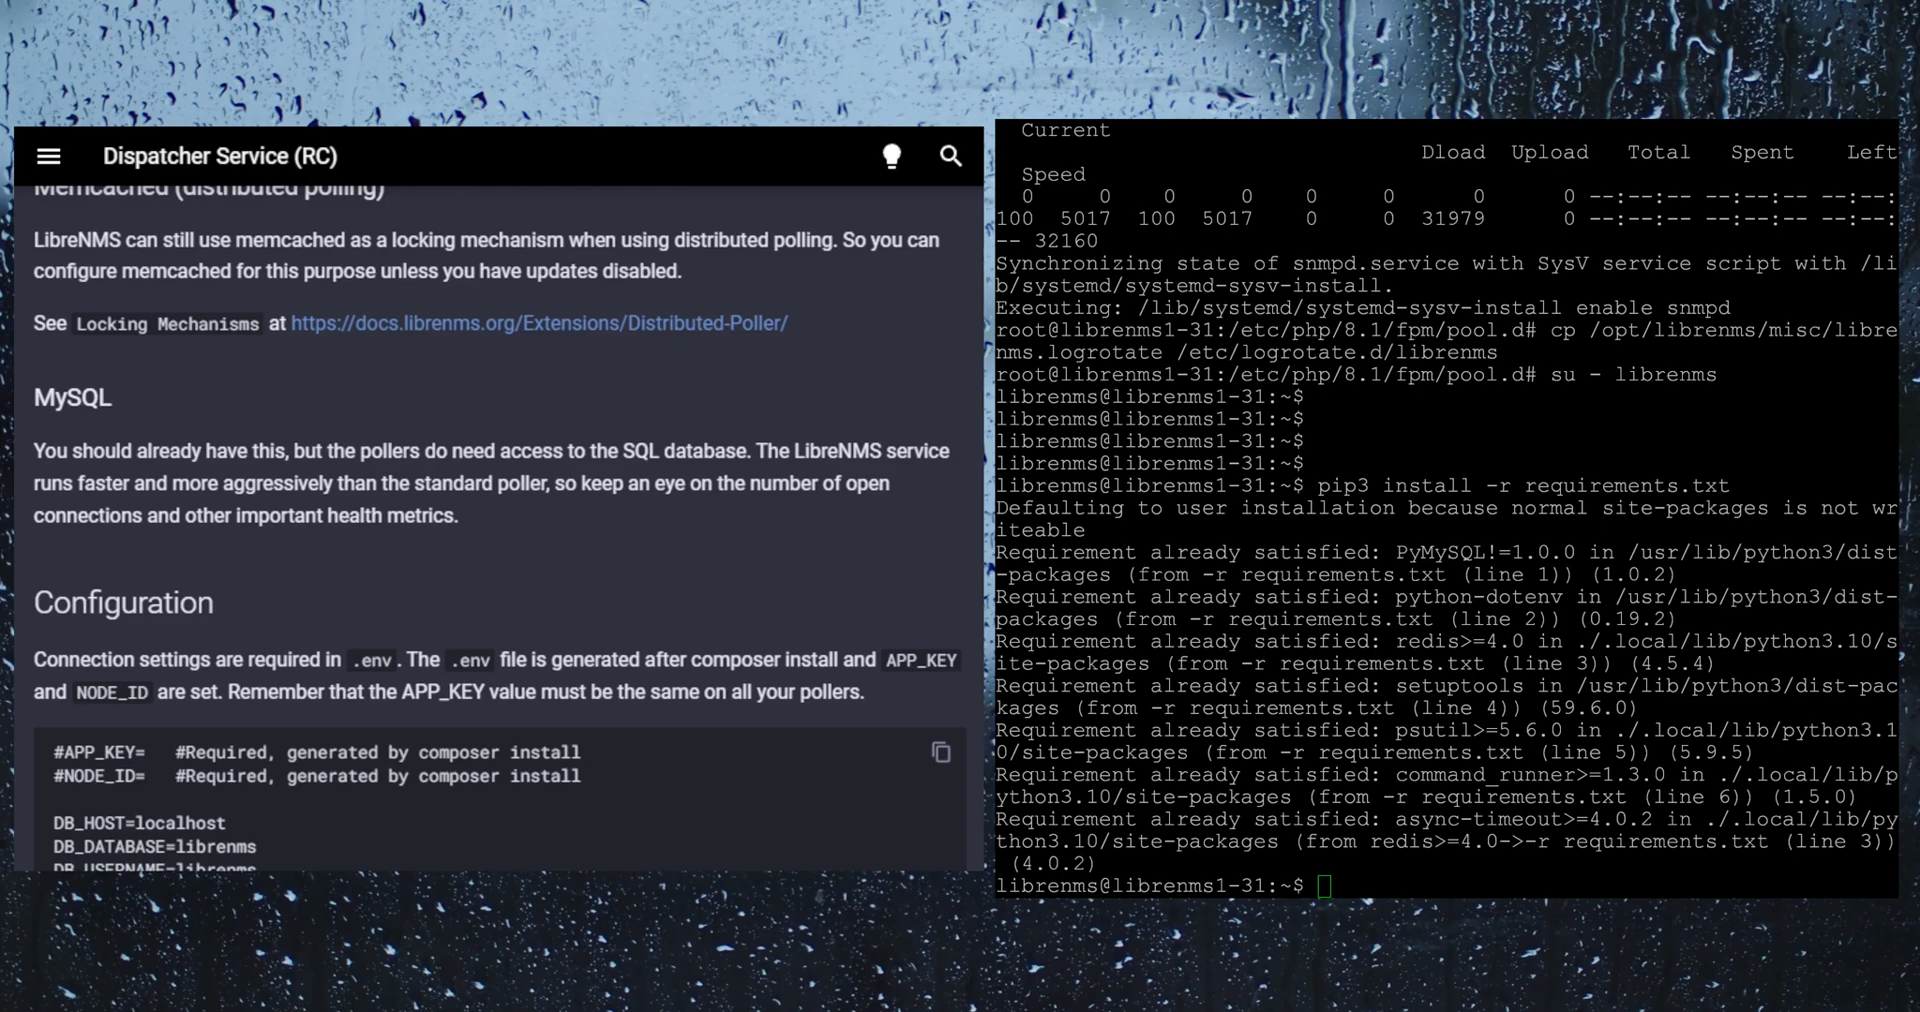 Dispatcher Service (RC)
Memcached (distributed polling)
LibreNMS can still use memcached as a locking mechanism when using distributed polling. So you can
configure memcached for this purpose unless you have updates disabled.
See Locking Mechanisms at https://docs.librenms.org/Extensions/Distributed-Poller/
MySQL
You should already have this, but the pollers do need access to the SQL database. The LibreNMS service
runs faster and more aggressively than the standard poller, so keep an eye on the number of open
connections and other important health metrics.
Configuration
Connection settings are required in .env. The .env file is generated after composer install and APP_KEY
and NODE_ID are set. Remember that the APP_KEY value must be the same on all your pollers.
#APP_KEY=   #Required, generated by composer install
#NODE_ID=   #Required, generated by composer install
DB_HOST=localhost
DB_DATABASE=librenms
DB_USERNAME=librenms
Current
Dload  Upload   Total   Spent    Left
Speed
0     0    0     0    0     0      0      0 --:--:-- --:--:-- --:--:
100  5017  100  5017    0     0  31979      0 --:--:-- --:--:-- --:--:
-- 32160
Synchronizing state of snmpd.service with SysV service script with /li
b/systemd/systemd-sysv-install.
Executing: /lib/systemd/systemd-sysv-install enable snmpd
root@librenms1-31:/etc/php/8.1/fpm/pool.d# cp /opt/librenms/misc/libre
nms.logrotate /etc/logrotate.d/librenms
root@librenms1-31:/etc/php/8.1/fpm/pool.d# su - librenms
librenms@librenms1-31:~$
librenms@librenms1-31:~$
librenms@librenms1-31:~$
librenms@librenms1-31:~$
librenms@librenms1-31:~$ pip3 install -r requirements.txt
Defaulting to user installation because normal site-packages is not wr
iteable
Requirement already satisfied: PyMySQL!=1.0.0 in /usr/lib/python3/dist
-packages (from -r requirements.txt (line 1)) (1.0.2)
Requirement already satisfied: python-dotenv in /usr/lib/python3/dist-
packages (from -r requirements.txt (line 2)) (0.19.2)
Requirement already satisfied: redis>=4.0 in ./.local/lib/python3.10/s
ite-packages (from -r requirements.txt (line 3)) (4.5.4)
Requirement already satisfied: setuptools in /usr/lib/python3/dist-pac
kages (from -r requirements.txt (line 4)) (59.6.0)
Requirement already satisfied: psutil>=5.6.0 in ./.local/lib/python3.1
0/site-packages (from -r requirements.txt (line 5)) (5.9.5)
Requirement already satisfied: command_runner>=1.3.0 in ./.local/lib/p
ython3.10/site-packages (from -r requirements.txt (line 6)) (1.5.0)
Requirement already satisfied: async-timeout>=4.0.2 in ./.local/lib/py
thon3.10/site-packages (from redis>=4.0->-r requirements.txt (line 3))
(4.0.2)
librenms@librenms1-31:~$